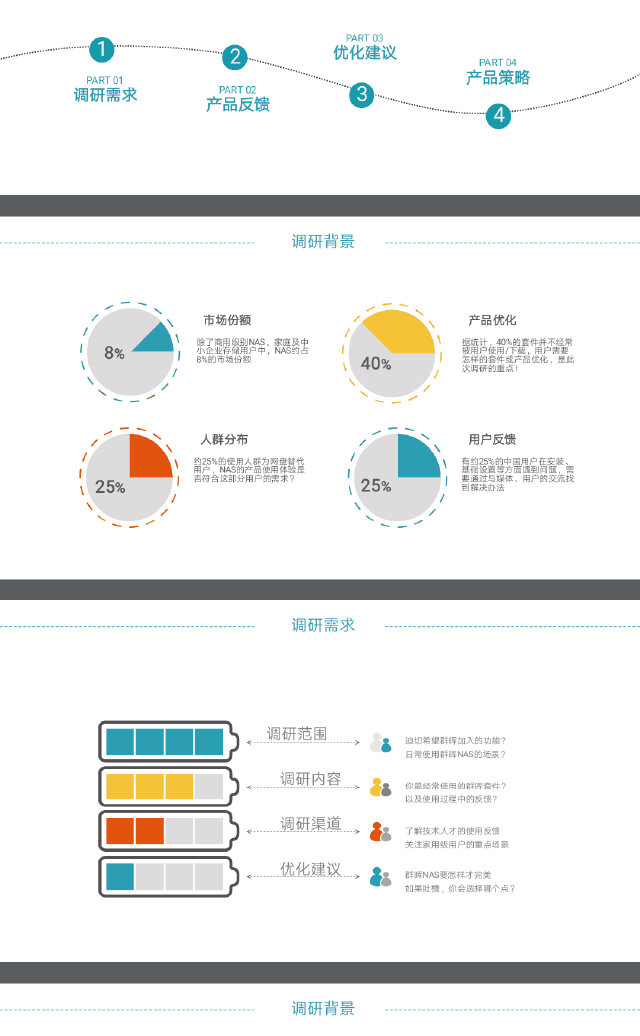 1
PART 01
调研需求
2
PART 02
产品反馈
PART 03
优化建议
3
PART 04
产品策略
4
调研背景
8%
市场份额
除了商用级别NAS，家庭及中
小企业存储用户中，NAS约占
8%的市场份额
40%
产品优化
据统计，40%的套件并不经常
被用户使用/下载，用户需要
怎样的套件或产品优化，是此
次调研的重点！
25%
人群分布
约25%的使用人群为网盘替代
用户，NAS的产品使用体验是
否符合这部分用户的需求？
25%
用户反馈
有约25%的中国用户在安装、
基础设置等方面遇到问题，需
要通过与媒体、用户的交流找
到解决办法
调研需求
调研范围
迫切希望群晖加入的功能？
日常使用群晖NAS的场景？
调研内容
你最经常使用的群晖套件？
以及使用过程中的反馈？
调研渠道
了解技术人才的使用反馈
关注家用级用户的重点场景
优化建议
群晖NAS要怎样才完美
如果吐槽，你会选择哪个点？
调研背景